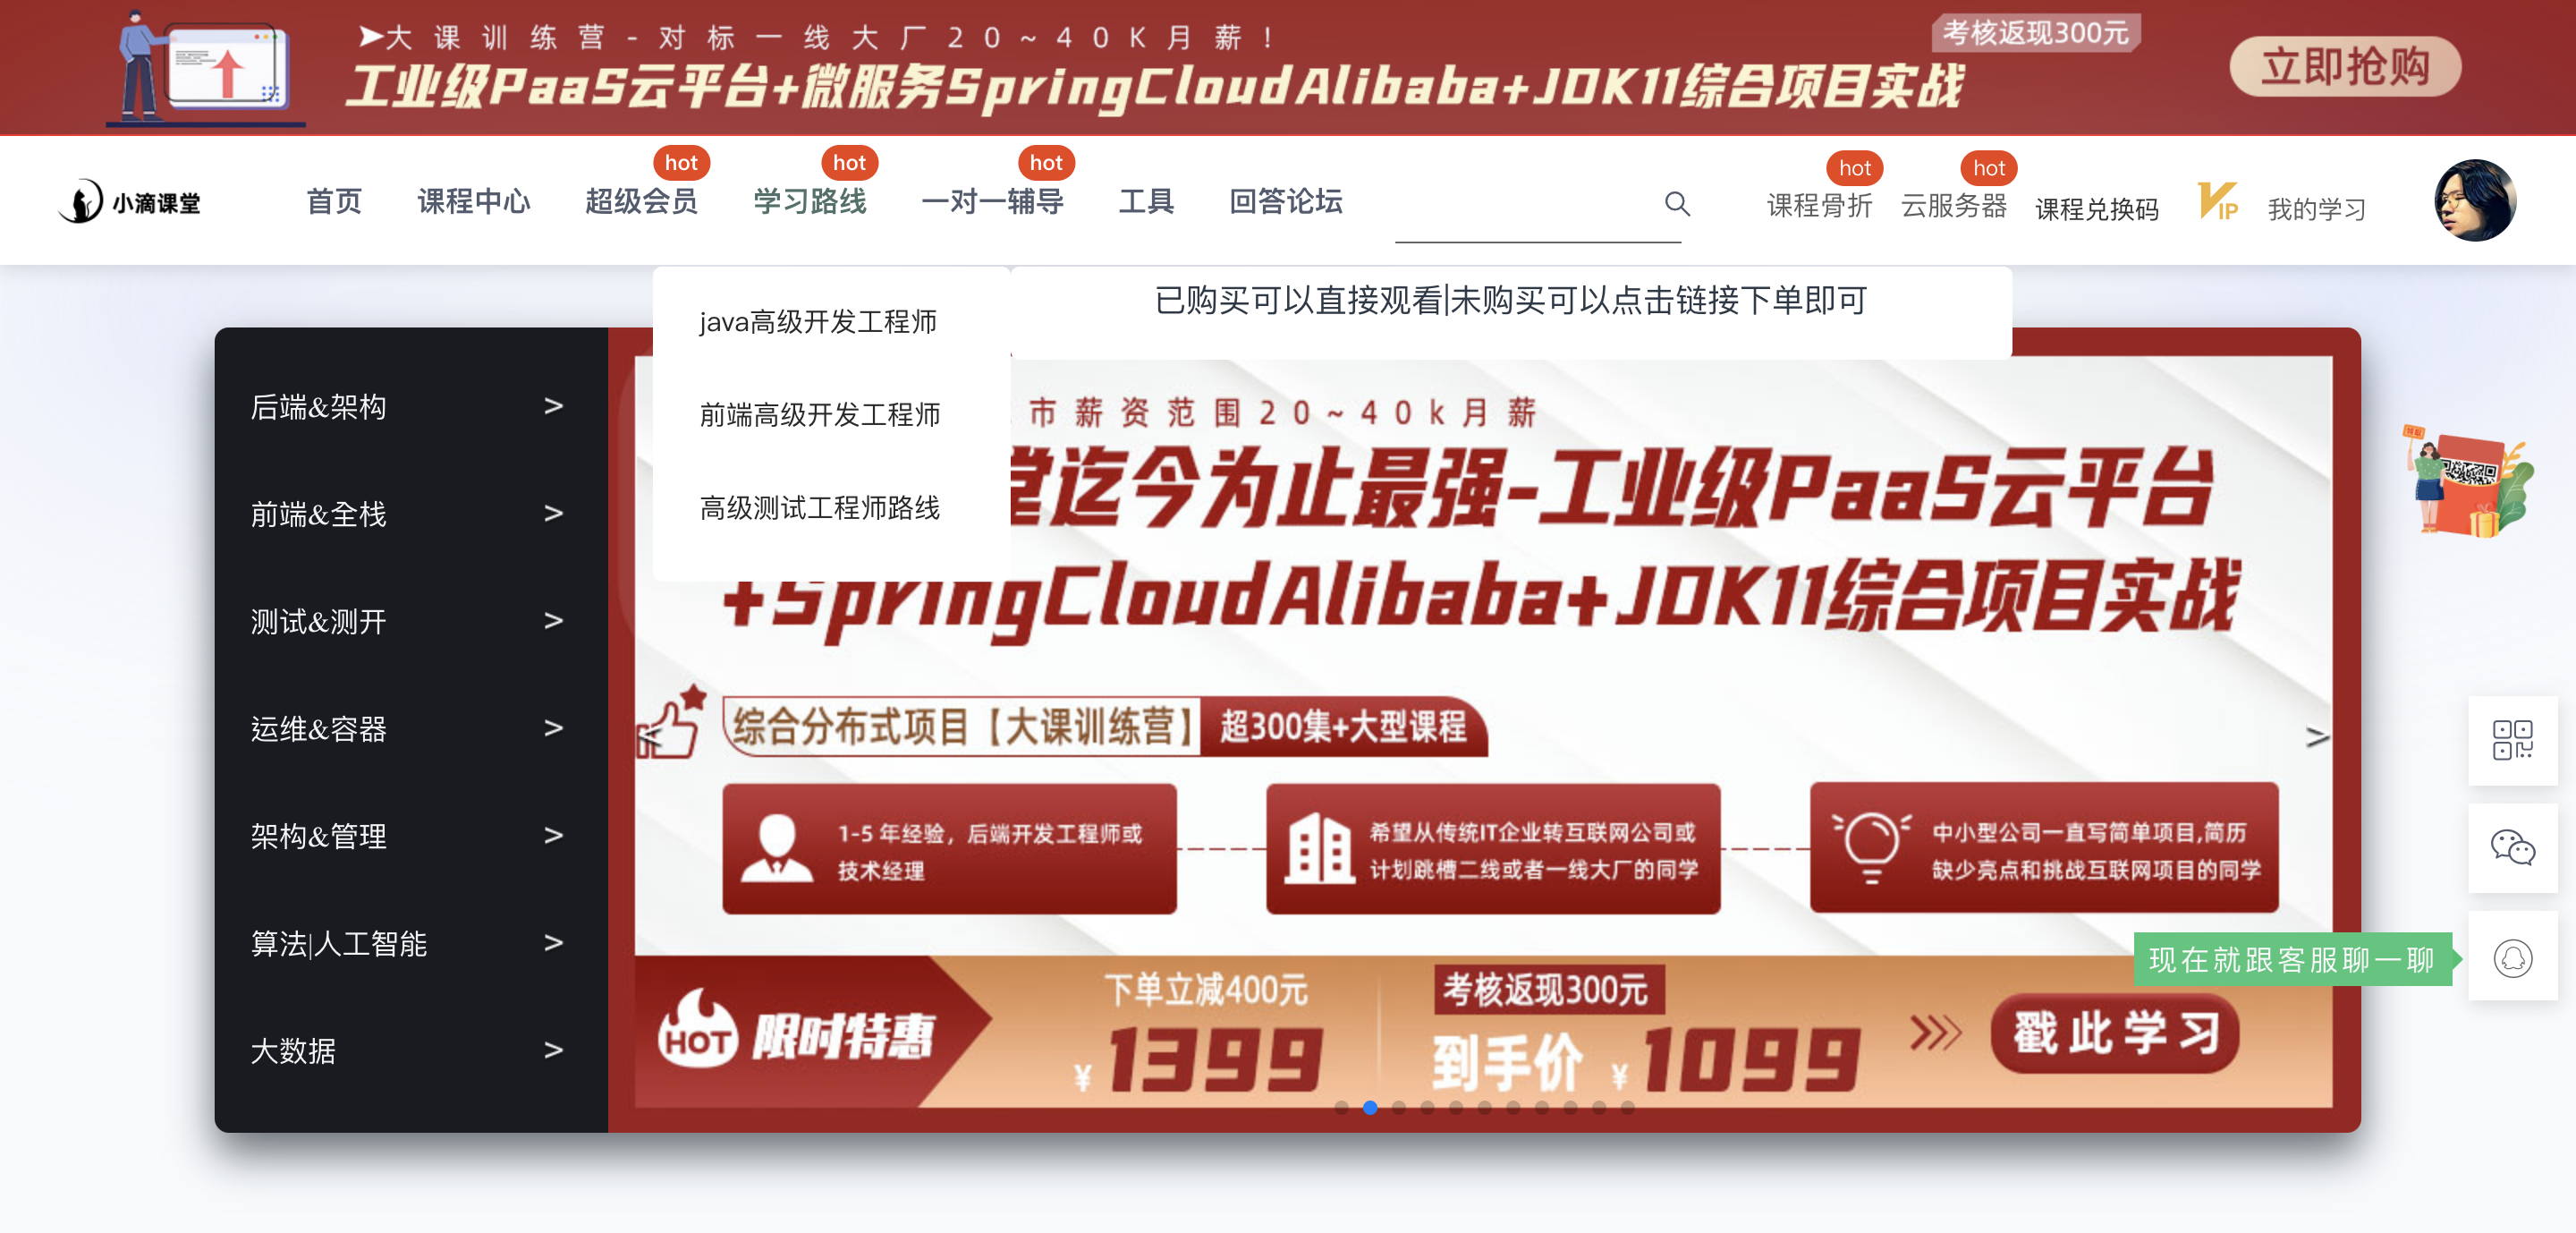 ➤大课训练营-对标一线大厂20~40K月薪!
考核返现300元
工业级PaaS云平台+微服务SpringCloudAlibaba+JDK11综合项目实战
立即抢购
小滴课堂
首页
课程中心
超级会员
hot
学习路线
hot
一对一辅导
hot
工具
回答论坛
课程骨折
hot
云服务器
hot
课程兑换码
VIP
我的学习
java高级开发工程师
前端高级开发工程师
高级测试工程师路线
已购买可以直接观看|未购买可以点击链接下单即可
后端&架构 >
前端&全栈 >
测试&测开 >
运维&容器 >
架构&管理 >
算法|人工智能 >
大数据 >
市薪资范围20~40k月薪
堂迄今为止最强-工业级PaaS云平台
+SpringCloudAlibaba+JDK11综合项目实战
综合分布式项目【大课训练营】 超300集+大型课程
< >
1-5 年经验，后端开发工程师或
技术经理
希望从传统IT企业转互联网公司或
计划跳槽二线或者一线大厂的同学
中小型公司一直写简单项目,简历
缺少亮点和挑战互联网项目的同学
HOT 限时特惠
下单立减400元
¥1399
考核返现300元
到手价 ¥1099
戳此学习
现在就跟客服聊一聊